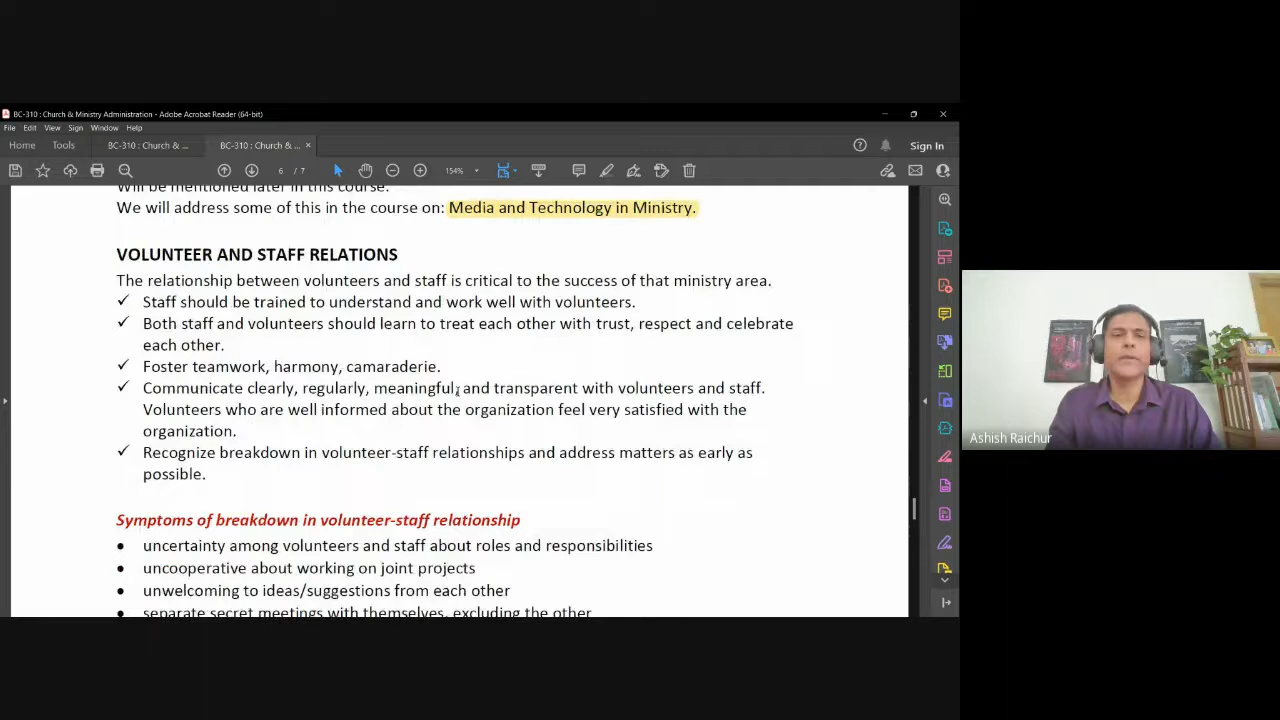 BC-310 : Church & Ministry Administration - Adobe Acrobat Reader (64-bit)
File Edit View Window Help
Home Tools BC-310 : Church & ... BC-310 : Church & ... × Sign In
6 / 7 154%
Will be mentioned later in this course.
We will address some of this in the course on: Media and Technology in Ministry.
VOLUNTEER AND STAFF RELATIONS
The relationship between volunteers and staff is critical to the success of that ministry area.
✓ Staff should be trained to understand and work well with volunteers.
✓ Both staff and volunteers should learn to treat each other with trust, respect and celebrate
each other.
✓ Foster teamwork, harmony, camaraderie.
✓ Communicate clearly, regularly, meaningful, and transparent with volunteers and staff.
Volunteers who are well informed about the organization feel very satisfied with the
organization.
✓ Recognize breakdown in volunteer-staff relationships and address matters as early as
possible.
Symptoms of breakdown in volunteer-staff relationship
• uncertainty among volunteers and staff about roles and responsibilities
• uncooperative about working on joint projects
• unwelcoming to ideas/suggestions from each other
• separate secret meetings with themselves, excluding the other
Ashish Raichur